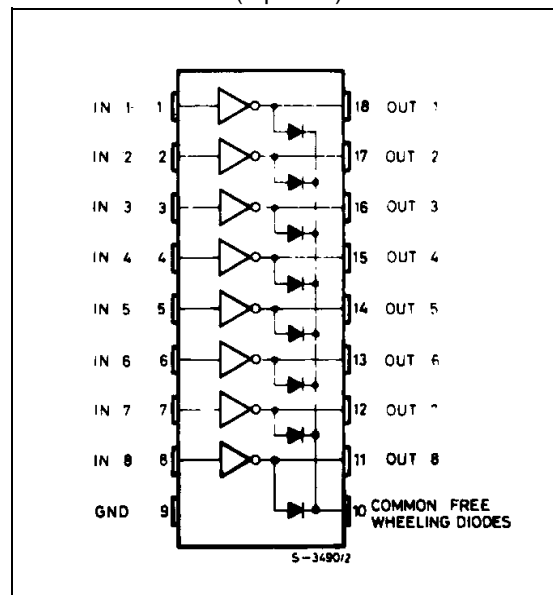 IN 1 1 18 OUT 1
IN 2 2 17 OUT 2
IN 3 3 16 OUT 3
IN 4 4 15 OUT 4
IN 5 5 14 OUT 5
IN 6 6 13 OUT 6
IN 7 7 12 OUT
IN 8 8 11 OUT 8
GND 9 10 COMMON FREE
WHEELING DIODES
S-3490/2